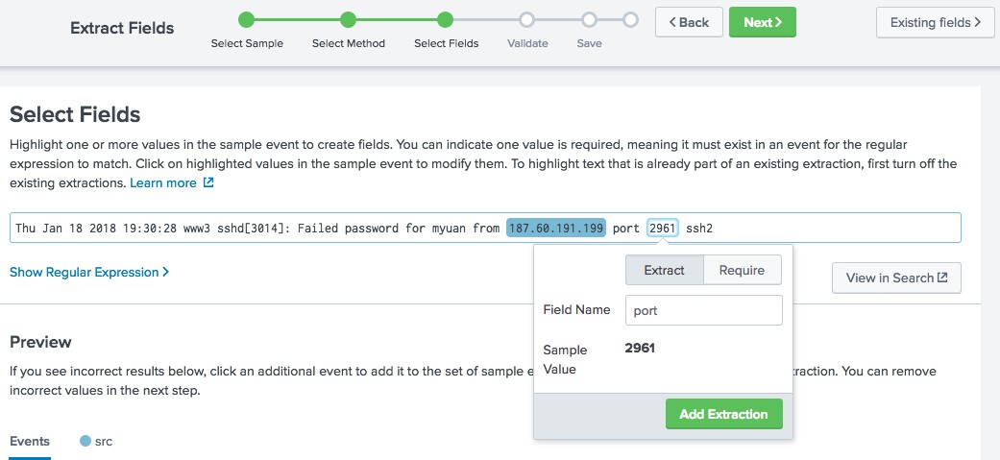 Extract Fields
Select Sample
Select Method
Select Fields
Validate
Save
Back
Next
Existing fields
Select Fields
Highlight one or more values in the sample event to create fields. You can indicate one value is required, meaning it must exist in an event for the regular
expression to match. Click on highlighted values in the sample event to modify them. To highlight text that is already part of an existing extraction, first turn off the
existing extractions. Learn more
Thu Jan 18 2018 19:30:28 www3 sshd[3014]: Failed password for myuan from 187.60.191.199 port 2961 ssh2
Show Regular Expression
View in Search
Extract
Require
Field Name
port
Sample
Value
2961
Add Extraction
Preview
If you see incorrect results below, click an additional event to add it to the set of sample e
raction. You can remove
incorrect values in the next step.
Events
src